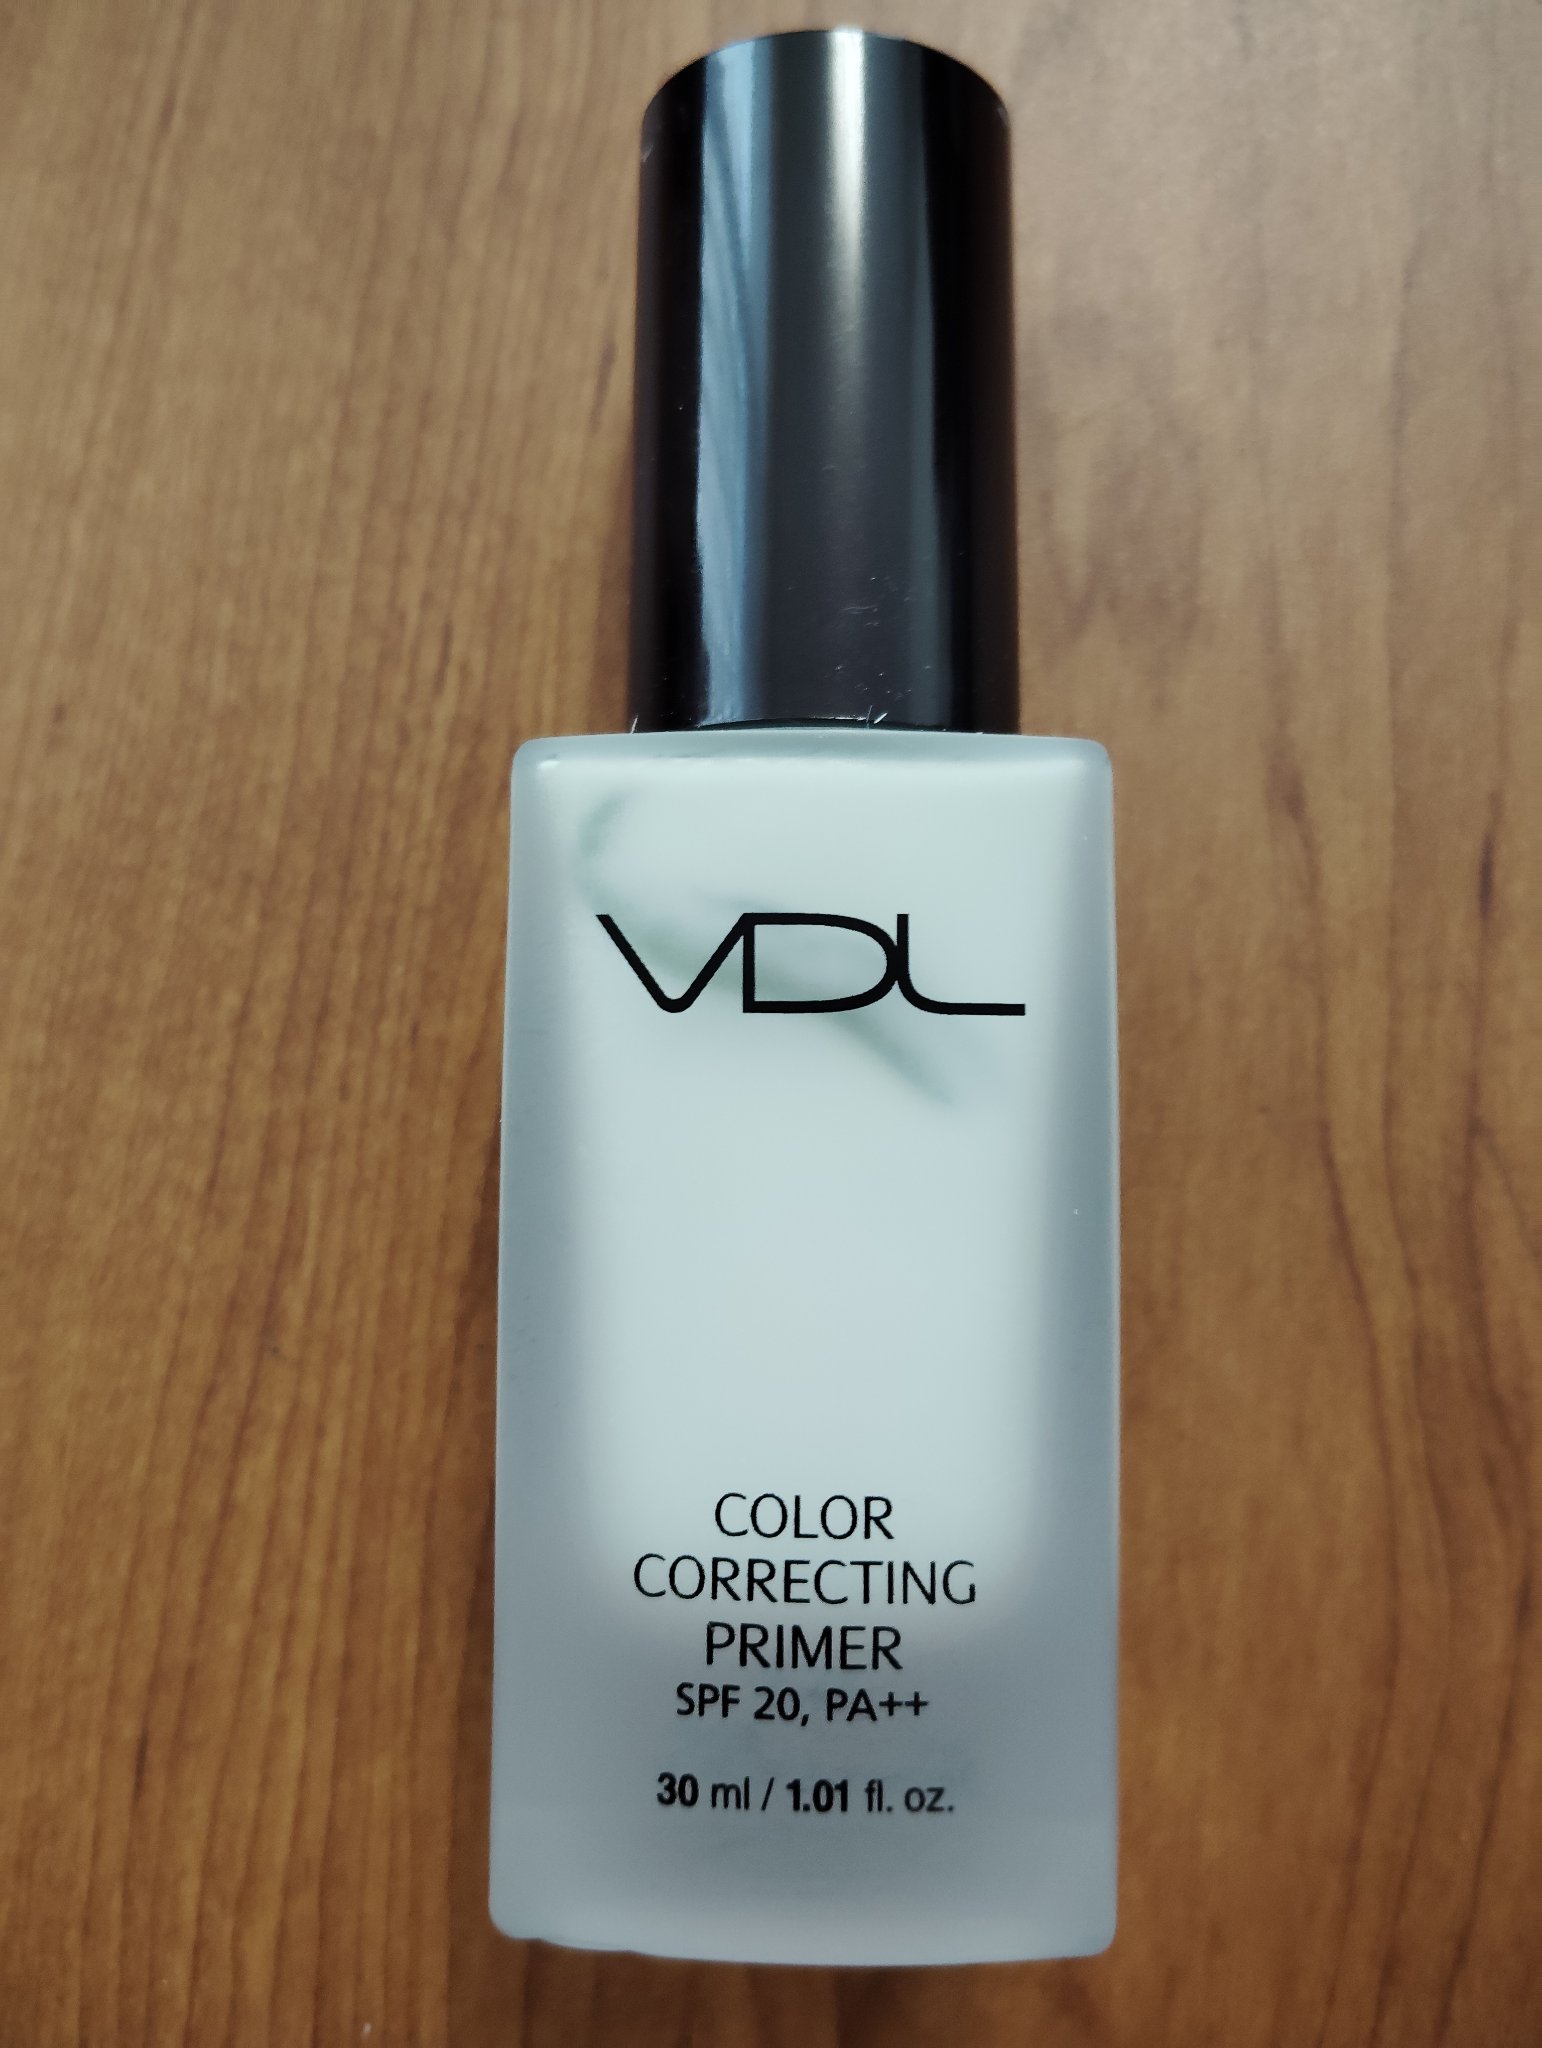 VDL
COLOR
CORRECTING
PRIMER
SPF 20, PA++
30 ml / 1.01 fl. oz.